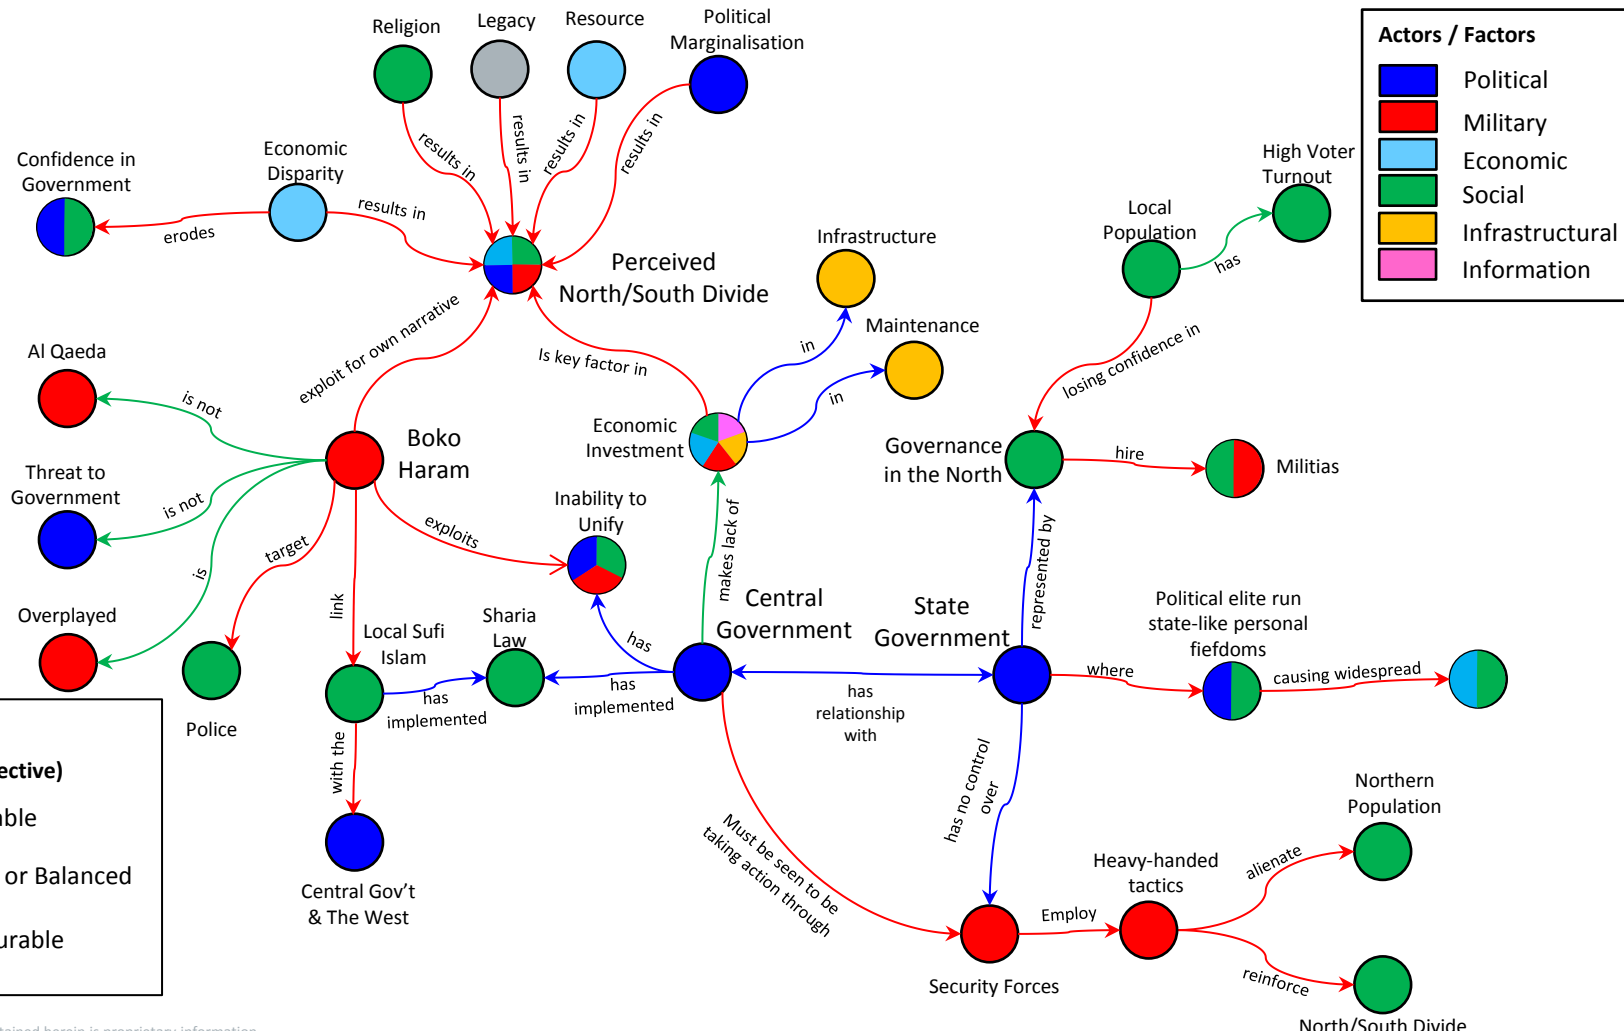 Religion
Legacy
Resource
Political
Marginalisation
Actors / Factors
Political
Military
Economic
Social
Infrastructural
Information
results in
results in
results in
results in
Confidence in
Government
Economic
Disparity
erodes
results in
High Voter
Turnout
Local
Population
has
Infrastructure
Perceived
North/South Divide
Maintenance
in
in
losing confidence in
exploit for own narrative
Is key factor in
Al Qaeda
is not
Boko
Haram
Economic
Investment
Governance
in the North
hire
Militias
Threat to
Government
is not
Inability to
Unify
exploits
target
is
link
makes lack of
represented by
Overplayed
Local Sufi
Islam
Sharia
Law
has
Central
Government
State
Government
Political elite run
state-like personal
fiefdoms
where
causing widespread
has
implemented
has
implemented
has
relationship
with
Police
with the
has no control
over
Must be seen to be
taking action through
Central Gov't
& The West
Heavy-handed
tactics
Employ
Security Forces
alienate
reinforce
Northern
Population
North/South Divide
ective)
able
or Balanced
urable
tained herein is proprietary information